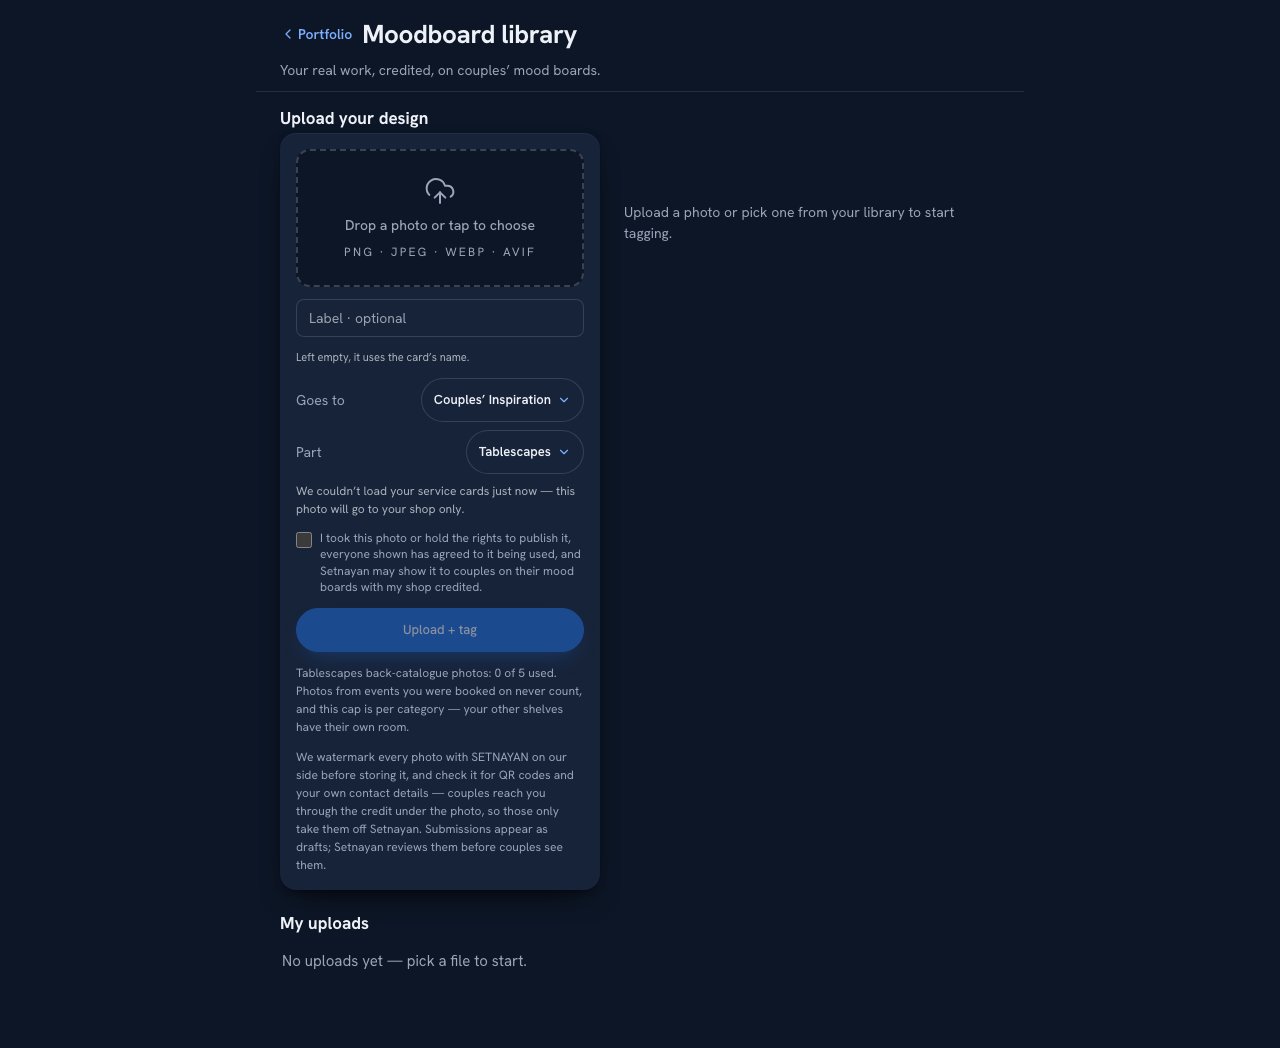 Portfolio
Moodboard library
Your real work, credited, on couples’ mood boards.
Upload your design
Drop a photo or tap to choose
PNG · JPEG · WEBP · AVIF
Upload a photo or pick one from your library to start
tagging.
Label · optional
Left empty, it uses the card’s name.
Goes to
Couples’ Inspiration
Part
Tablescapes
We couldn’t load your service cards just now — this
photo will go to your shop only.
I took this photo or hold the rights to publish it,
everyone shown has agreed to it being used, and
Setnayan may show it to couples on their mood
boards with my shop credited.
Upload + tag
Tablescapes back-catalogue photos: 0 of 5 used.
Photos from events you were booked on never count,
and this cap is per category — your other shelves
have their own room.
We watermark every photo with SETNAYAN on our
side before storing it, and check it for QR codes and
your own contact details — couples reach you
through the credit under the photo, so those only
take them off Setnayan. Submissions appear as
drafts; Setnayan reviews them before couples see
them.
My uploads
No uploads yet — pick a file to start.